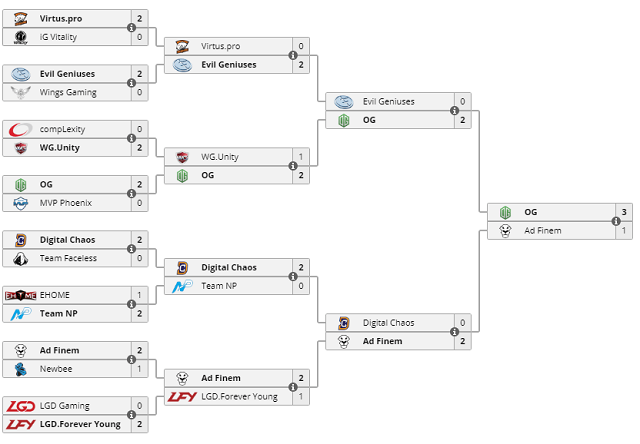 Virtus.pro 2
iG Vitality 0
Evil Geniuses 2
Wings Gaming 0
compLexity 0
WG.Unity 2
OG 2
MVP Phoenix 0
Digital Chaos 2
Team Faceless 0
EHOME 1
Team NP 2
Ad Finem 2
Newbee 1
LGD Gaming 0
LGD.Forever Young 2
Virtus.pro 0
Evil Geniuses 2
WG.Unity 1
OG 2
Digital Chaos 2
Team NP 0
Ad Finem 2
LGD.Forever Young 1
Evil Geniuses 0
OG 2
Digital Chaos 0
Ad Finem 2
OG 3
Ad Finem 1